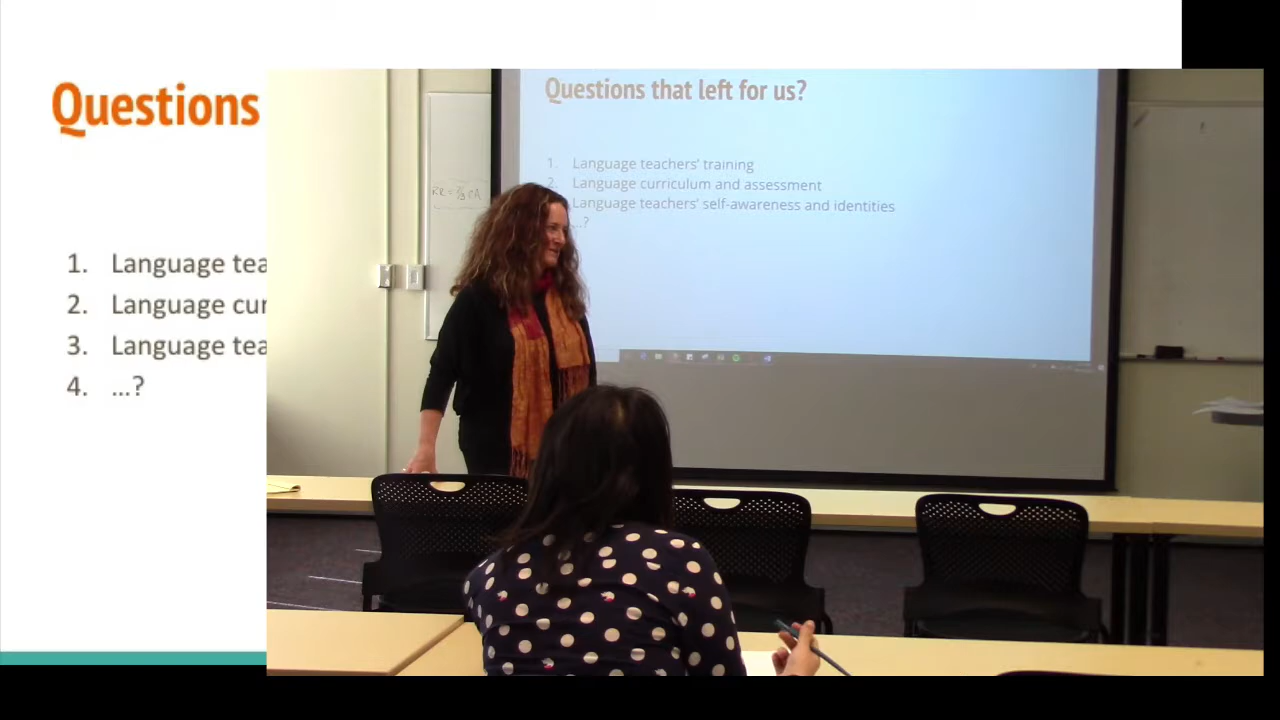 Questions
1. Language tea
2. Language cur
3. Language tea
4. ...?
Questions that left for us?
1. Language teachers' training
2. Language curriculum and assessment
Language teachers' self-awareness and identities
...?